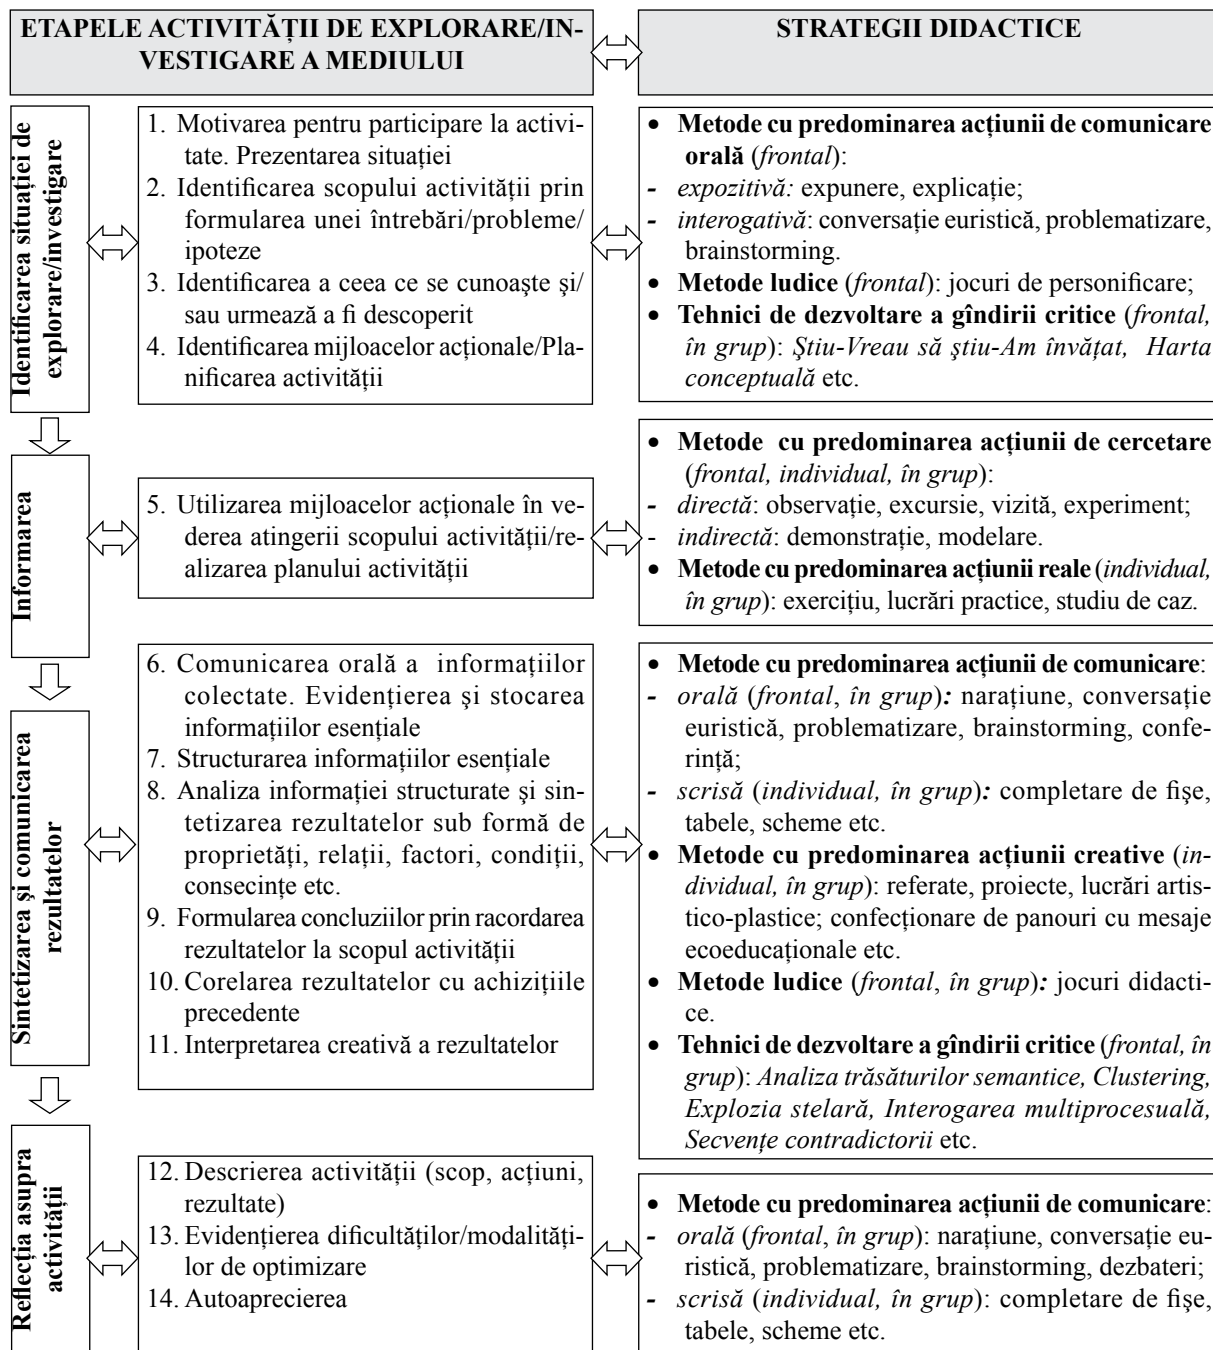 ETAPELE ACTIVITĂȚII DE EXPLORARE/IN-
VESTIGARE A MEDIULUI
STRATEGII DIDACTICE
Identificarea situației de
explorare/investigare
1. Motivarea pentru participare la activi-
tate. Prezentarea situației
2. Identificarea scopului activității prin
formularea unei întrebări/probleme/
ipoteze
3. Identificarea a ceea ce se cunoaşte şi/
sau urmează a fi descoperit
4. Identificarea mijloacelor acționale/Pla-
nificarea activității
• Metode cu predominarea acțiunii de comunicare
orală (frontal):
- expozitivă: expunere, explicație;
- interogativă: conversație euristică, problematizare,
brainstorming.
• Metode ludice (frontal): jocuri de personificare;
• Tehnici de dezvoltare a gîndirii critice (frontal,
în grup): Ştiu-Vreau să ştiu-Am învățat, Harta
conceptuală etc.
Informarea
5. Utilizarea mijloacelor acționale în ve-
derea atingerii scopului activității/re-
alizarea planului activității
• Metode cu predominarea acțiunii de cercetare
(frontal, individual, în grup):
- directă: observație, excursie, vizită, experiment;
- indirectă: demonstrație, modelare.
• Metode cu predominarea acțiunii reale (individual,
în grup): exercițiu, lucrări practice, studiu de caz.
Sintetizarea şi comunicarea
rezultatelor
6. Comunicarea orală a informațiilor
colectate. Evidențierea şi stocarea
informațiilor esențiale
7. Structurarea informațiilor esențiale
8. Analiza informației structurate şi sin-
tetizarea rezultatelor sub formă de
proprietăți, relații, factori, condiții,
consecințe etc.
9. Formularea concluziilor prin racordarea
rezultatelor la scopul activității
10. Corelarea rezultatelor cu achizițiile
precedente
11. Interpretarea creativă a rezultatelor
• Metode cu predominarea acțiunii de comunicare:
- orală (frontal, în grup): narațiune, conversație
euristică, problematizare, brainstorming, confe-
rință;
- scrisă (individual, în grup): completare de fişe,
tabele, scheme etc.
• Metode cu predominarea acțiunii creative (in-
dividual, în grup): referate, proiecte, lucrări artis-
tico-plastice; confecționare de panouri cu mesaje
ecoeducaționale etc.
• Metode ludice (frontal, în grup): jocuri didacti-
ce.
• Tehnici de dezvoltare a gîndirii critice (frontal, în
grup): Analiza trăsăturilor semantice, Clustering,
Explozia stelară, Interogarea multiprocesuală,
Secvențe contradictorii etc.
Reflecția asupra
activității
12. Descrierea activității (scop, acțiuni,
rezultate)
13. Evidențierea dificultăților/modalități-
lor de optimizare
14. Autoaprecierea
• Metode cu predominarea acțiunii de comunicare:
- orală (frontal, în grup): narațiune, conversație eu-
ristică, problematizare, brainstorming, dezbateri;
- scrisă (individual, în grup): completare de fişe,
tabele, scheme etc.